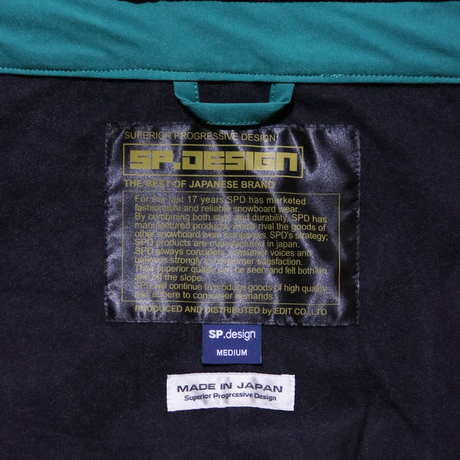 SUPERIOR PROGRESSIVE DESIGN
SP.DESIGN
THE BEST OF JAPANESE BRAND
For the last 17 years SPD has marketed
fashionable and reliable snowboard wear.
By combining both style and durability, SPD has
manufactured products which rival the goods of
other snowboard wear companies. SPD's strategy;
SPD products are manufactured in japan.
SPD always considers consumer voices and
believes strongly in consumer satisfaction.
Their superior quality can be seen and felt both on
and off the slope.
SPD will continue to produce goods of high quality
that adhere to consumer demands.
PRODUCED AND DISTRIBUTED by EDIT CO.,LTD
SP.design
MEDIUM
MADE IN JAPAN
Superior Progressive Design